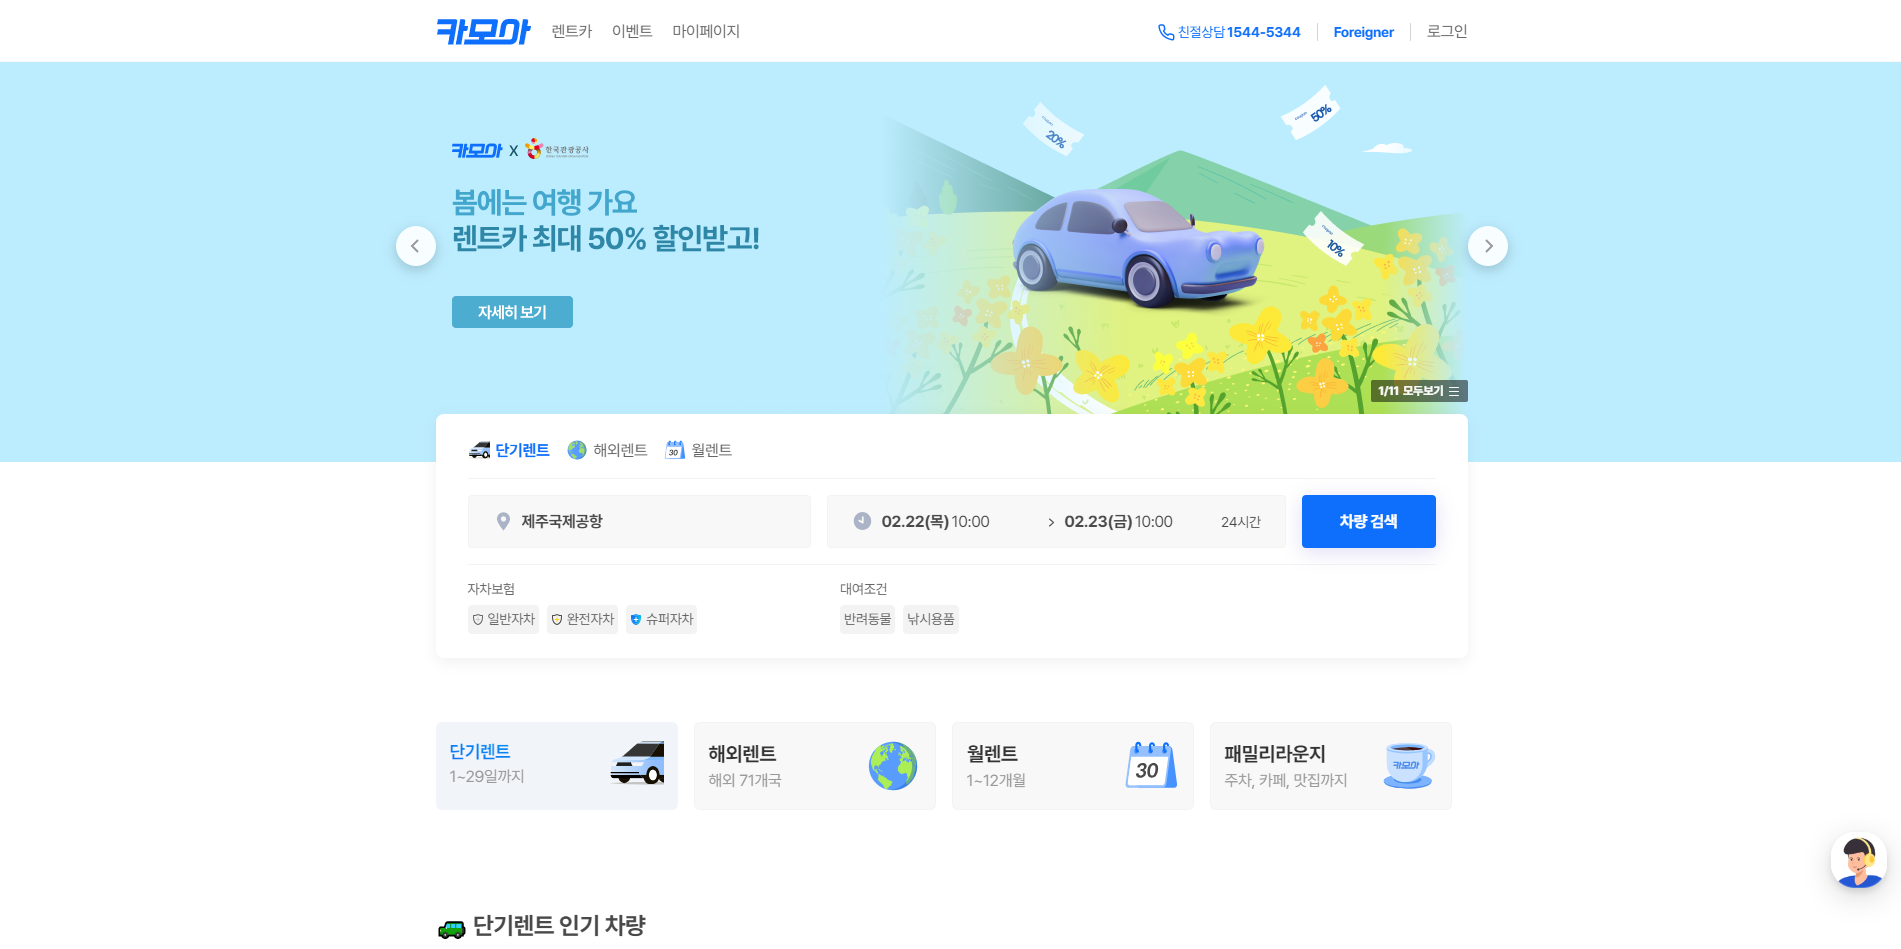 카모아 렌트카 이벤트 마이페이지
친절상담 1544-5344 Foreigner 로그인
카모아 X 한국관광공사
봄에는 여행 가요
렌트카 최대 50% 할인받고!
자세히 보기
20%
50%
10%
1/11 모두보기
단기렌트 해외렌트 30 월렌트
제주국제공항 02.22(목) 10:00 > 02.23(금) 10:00 24시간 차량 검색
자차보험 대여조건
일반자차 완전자차 슈퍼자차 반려동물 낚시용품
단기렌트
1~29일까지
해외렌트
해외 71개국
월렌트
1~12개월
30
패밀리라운지
주차, 카페, 맛집까지
카모아
단기렌트 인기 차량